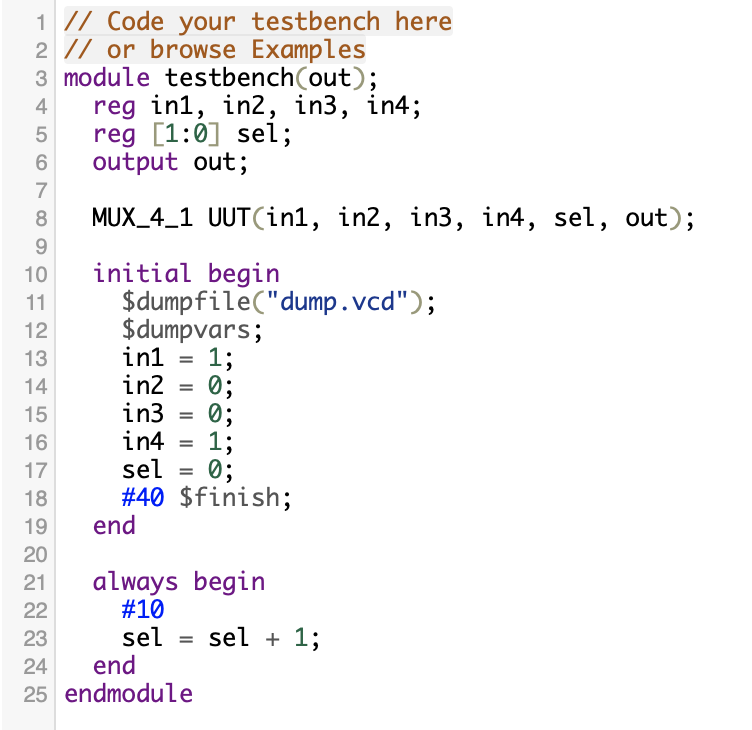 1 // Code your testbench here
2 // or browse Examples
3 module testbench(out);
4   reg in1, in2, in3, in4;
5   reg [1:0] sel;
6   output out;
7
8   MUX_4_1 UUT(in1, in2, in3, in4, sel, out);
9
10   initial begin
11     $dumpfile("dump.vcd");
12     $dumpvars;
13     in1 = 1;
14     in2 = 0;
15     in3 = 0;
16     in4 = 1;
17     sel = 0;
18     #40 $finish;
19   end
20
21   always begin
22     #10
23     sel = sel + 1;
24   end
25 endmodule